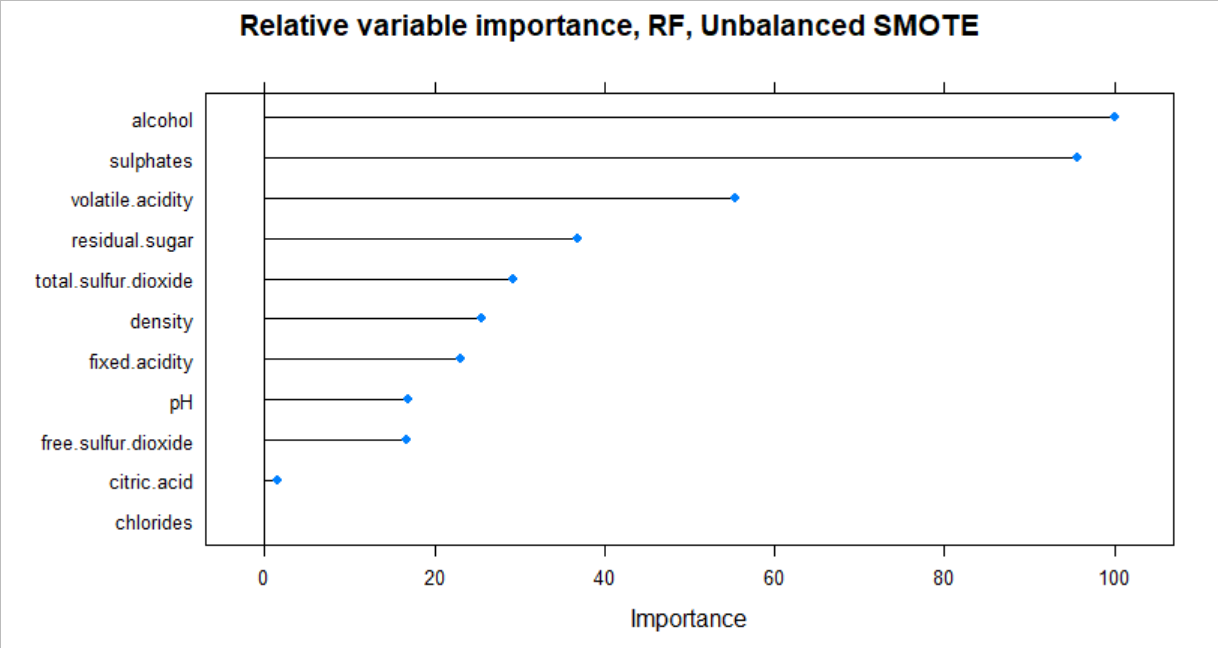 Relative variable importance, RF, Unbalanced SMOTE
alcohol
sulphates
volatile.acidity
residual.sugar
total.sulfur.dioxide
density
fixed.acidity
pH
free.sulfur.dioxide
citric.acid
chlorides
0 20 40 60 80 100
Importance